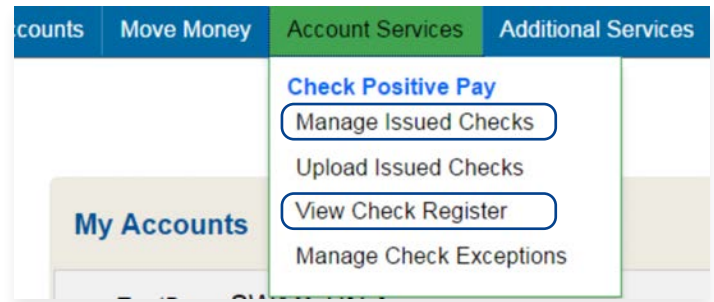 ccounts Move Money Account Services Additional Services
Check Positive Pay
Manage Issued Checks
Upload Issued Checks
View Check Register
My Accounts
Manage Check Exceptions